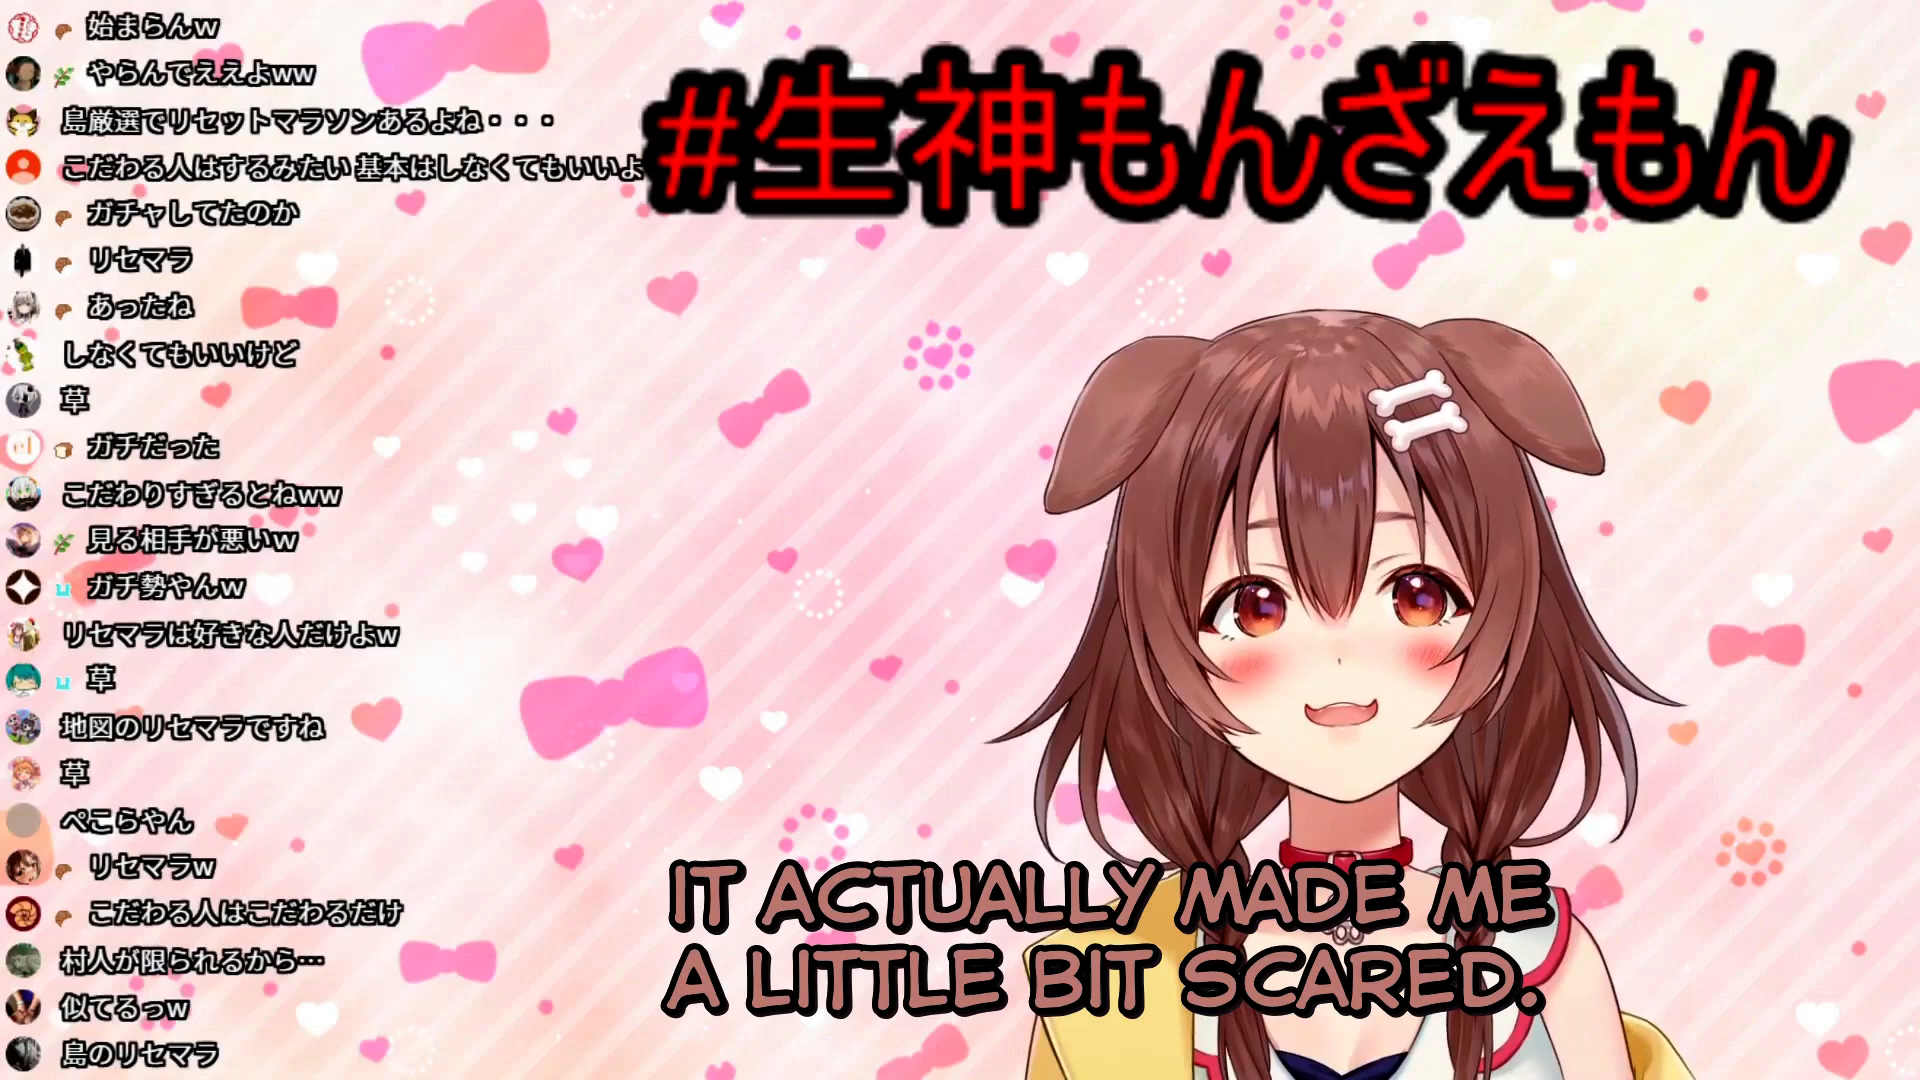 始まらんw
やらんでええよww
島厳選でリセットマラソンあるよね・・・
こだわる人はするみたい 基本はしなくてもいいよ
ガチャしてたのか
リセマラ
あったね
しなくてもいいけど
草
ガチだった
こだわりすぎるとねww
見る相手が悪いw
ガチ勢やんw
リセマラは好きな人だけよw
草
地図のリセマラですね
草
ぺこらやん
リセマラw
こだわる人はこだわるだけ
村人が限られるから…
似てるっw
島のリセマラ
#生神もんざえもん
IT ACTUALLY MADE ME
A LITTLE BIT SCARED.